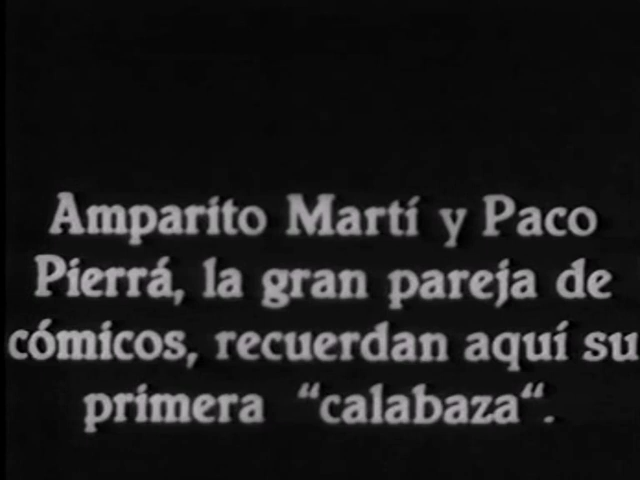 Amparito Martí y Paco
Pierrá, la gran pareja de
cómicos, recuerdan aquí su
primera “calabaza“.